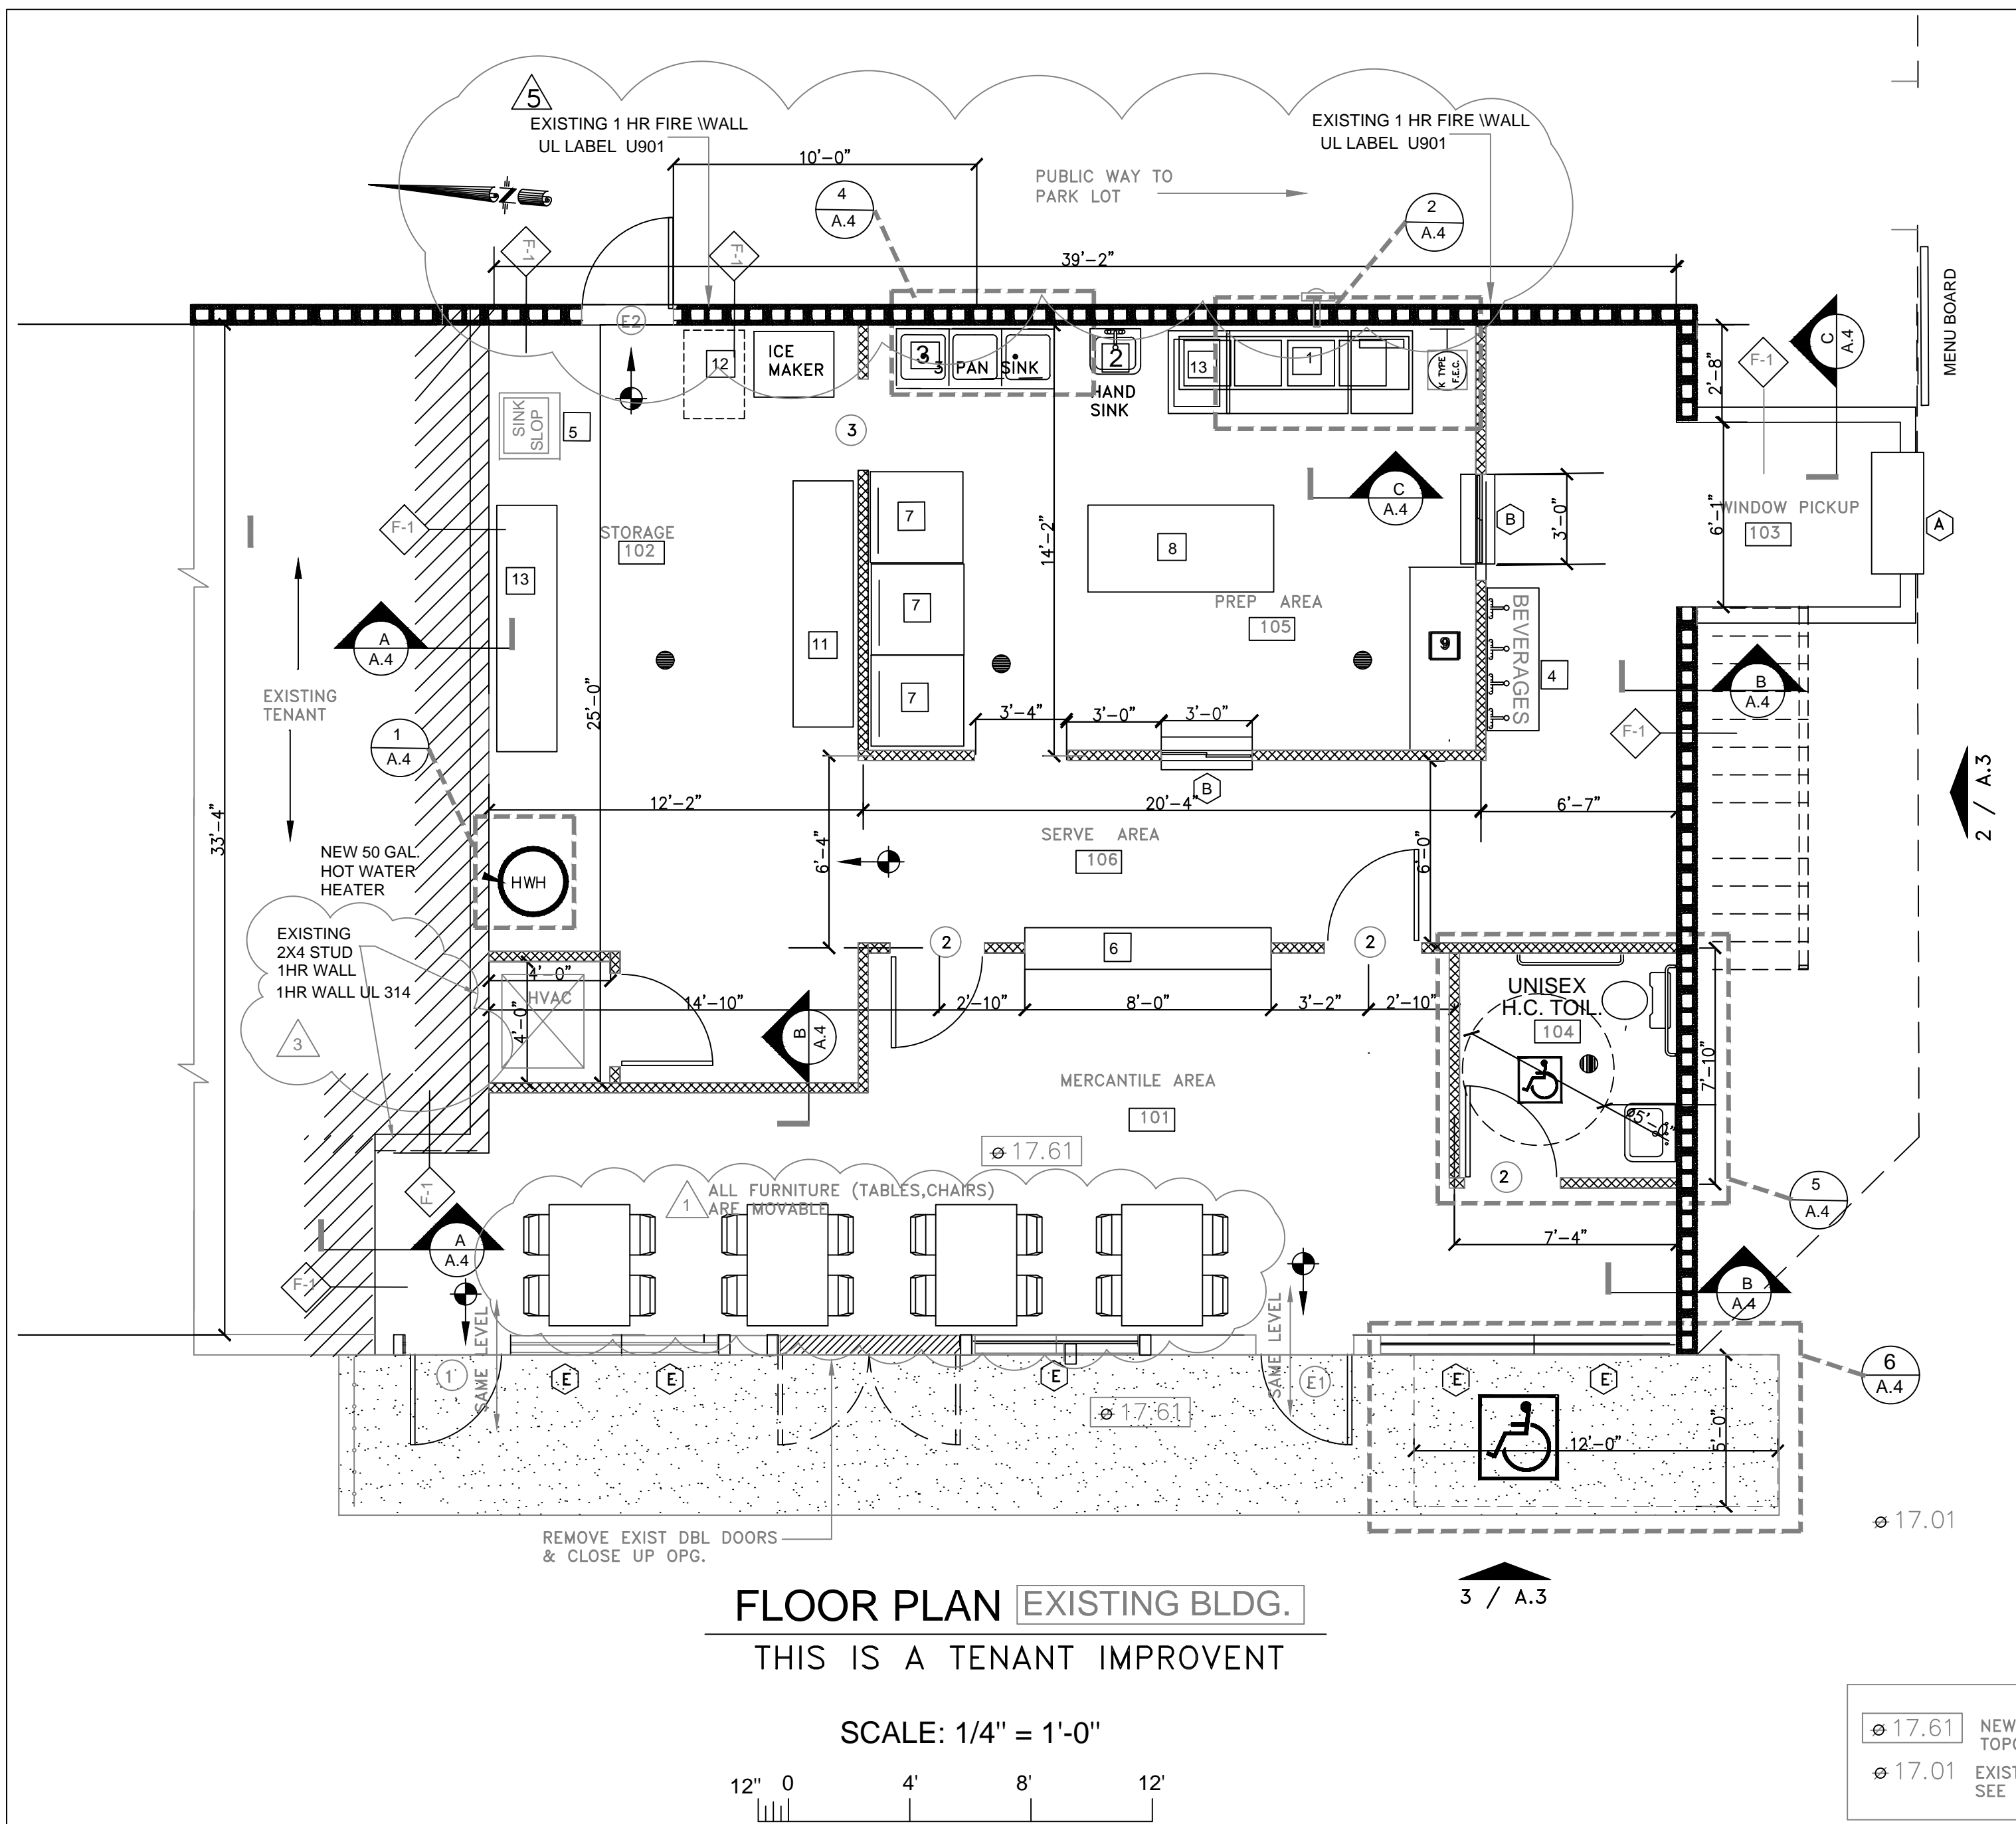 5
EXISTING 1 HR FIRE \WALL
UL LABEL U901
EXISTING 1 HR FIRE \WALL
UL LABEL U901
10'-0"
PUBLIC WAY TO
PARK LOT
4
A.4
2
A.4
N
F-1
F-1
39'-2"
MENU BOARD
C
A.4
F-1
2'-8"
E2
12
ICE
MAKER
3
3 PAN SINK
2
HAND
SINK
13
1
K TYPE
F.E.C.
SINK
SLOP
5
3
F-1
STORAGE
102
13
11
7
7
7
14'-2"
8
C
A.4
B
3'-0"
6'-1"
WINDOW PICKUP
103
A
PREP AREA
105
9
BEVERAGES
4
A
A.4
EXISTING
TENANT
1
A.4
25'-0"
3'-4"
3'-0"
3'-0"
B
A.4
F-1
2 / A.3
33'-4"
12'-2"
20'-4"
B
6'-7"
SERVE AREA
106
6'-4"
6'-0"
NEW 50 GAL.
HOT WATER
HEATER
HWH
EXISTING
2X4 STUD
1HR WALL
1HR WALL UL 314
3
4'-0"
HVAC
4'-0"
14'-10"
2
6
2
2'-10"
8'-0"
3'-2"
2'-10"
B
A.4
UNISEX
H.C. TOIL.
104
ø5'-0"
7'-10"
2
MERCANTILE AREA
101
ø 17.61
F-1
1
ALL FURNITURE (TABLES,CHAIRS)
ARE MOVABLE
5
A.4
7'-4"
A
A.4
F-1
B
A.4
SAME LEVEL
SAME LEVEL
1
E
E
E
E1
E
E
6
A.4
ø 17.61
12'-0"
5'-0"
REMOVE EXIST DBL DOORS
& CLOSE UP OPG.
ø 17.01
3 / A.3
FLOOR PLAN EXISTING BLDG.
THIS IS A TENANT IMPROVENT
SCALE: 1/4" = 1'-0"
12" 0 4' 8' 12'
ø 17.61 NEW
TOPO
ø 17.01 EXIST
SEE